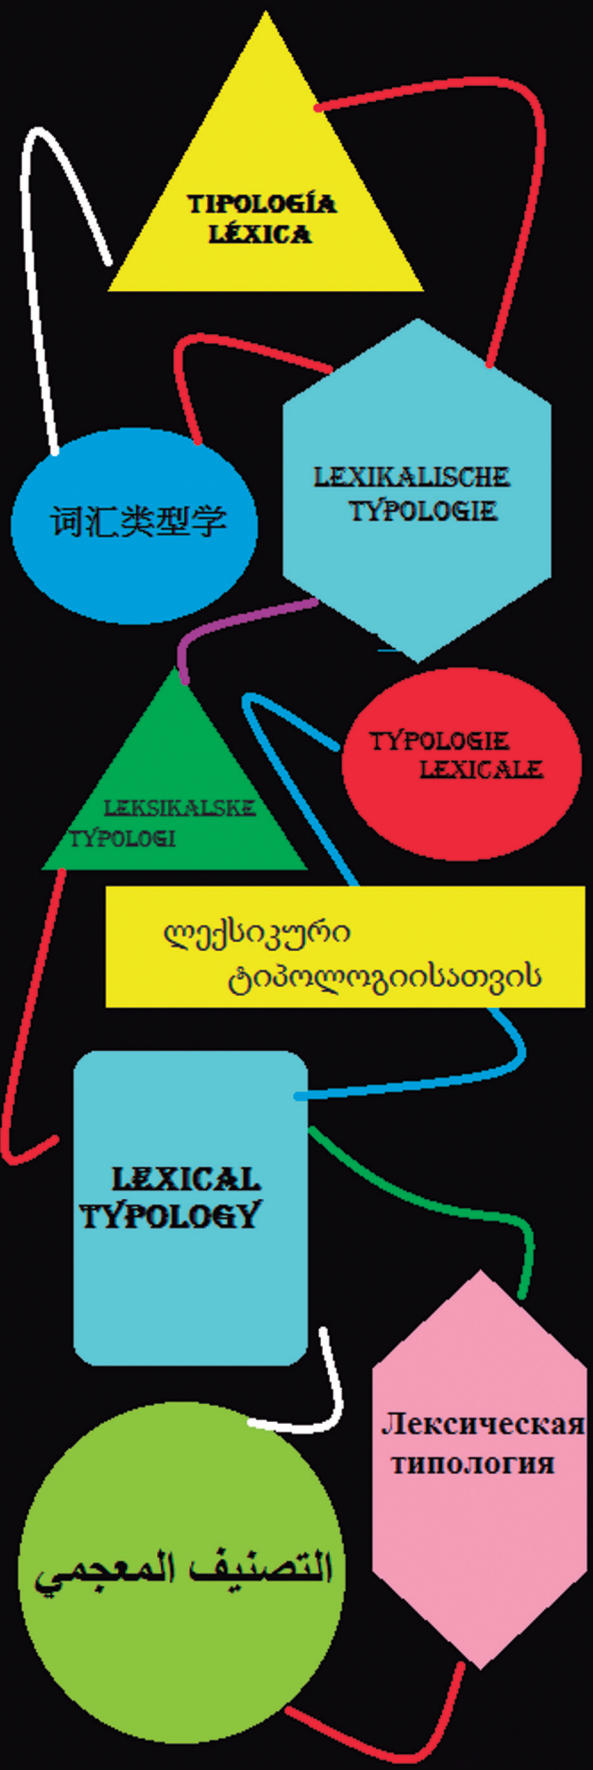 TIPOLOGÍA
LÉXICA
LEXIKALISCHE
TYPOLOGIE
词汇类型学
TYPOLOGIE
LEXICALE
LEKSIKALSKE
TYPOLOGI
ლექსიკური
ტიპოლოგიისათვის
LEXICAL
TYPOLOGY
Лексическая
типология
التصنيف المعجمي